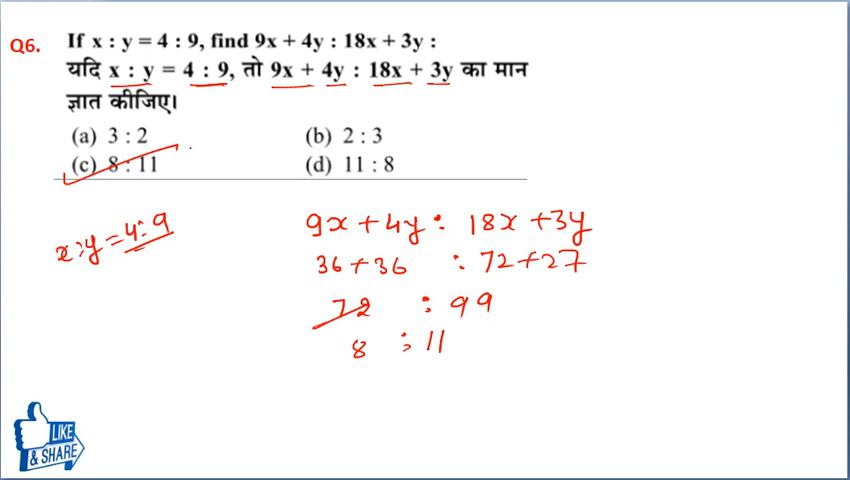 Q6. If x : y = 4 : 9, find 9x + 4y : 18x + 3y :
यदि x : y = 4 : 9, तो 9x + 4y : 18x + 3y का मान
ज्ञात कीजिए।
(a) 3 : 2 (b) 2 : 3
(c) 8 : 11 (d) 11 : 8
x:y = 4:9
9x + 4y : 18x + 3y
36 + 36 : 72 + 27
72 : 99
8 : 11
LIKE
& SHARE